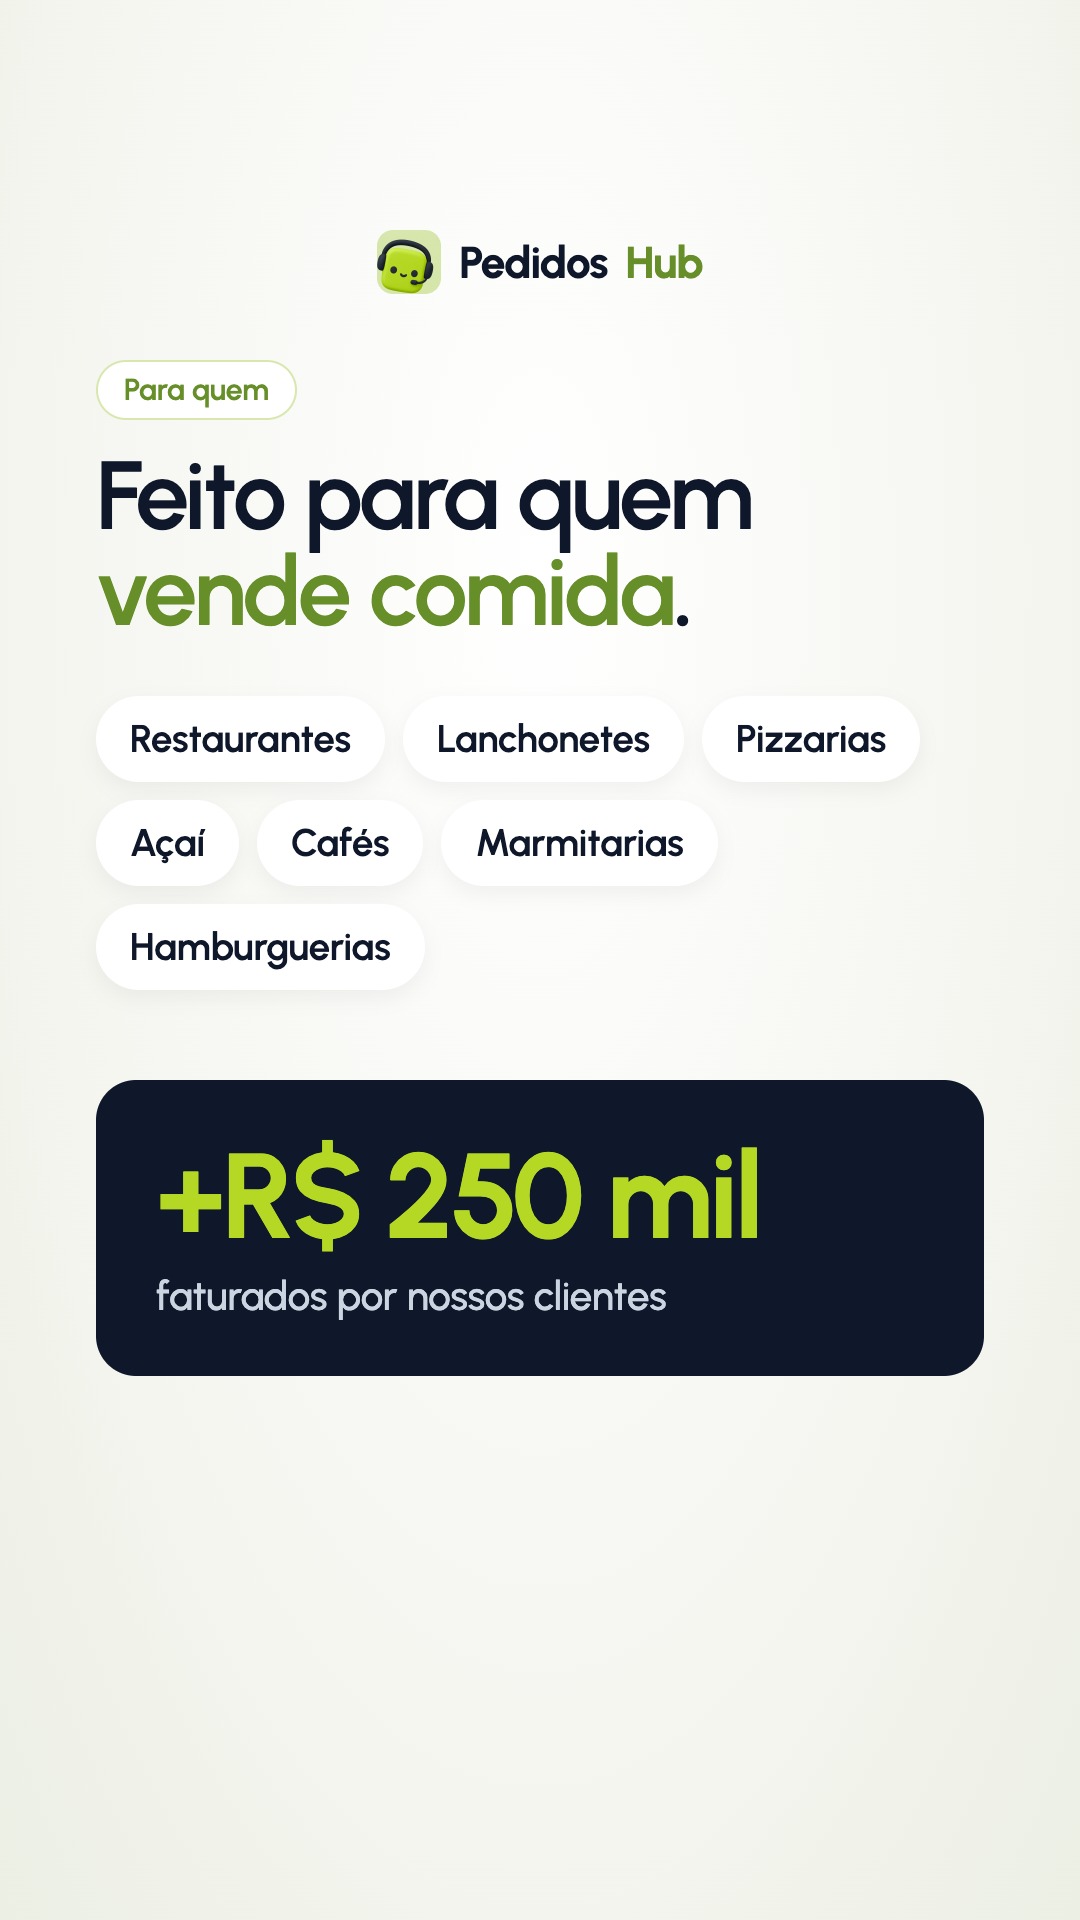 Pedidos Hub
Para quem
Feito para quem
vende comida.
Restaurantes Lanchonetes Pizzarias
Açaí Cafés Marmitarias
Hamburguerias
+R$ 250 mil
faturados por nossos clientes